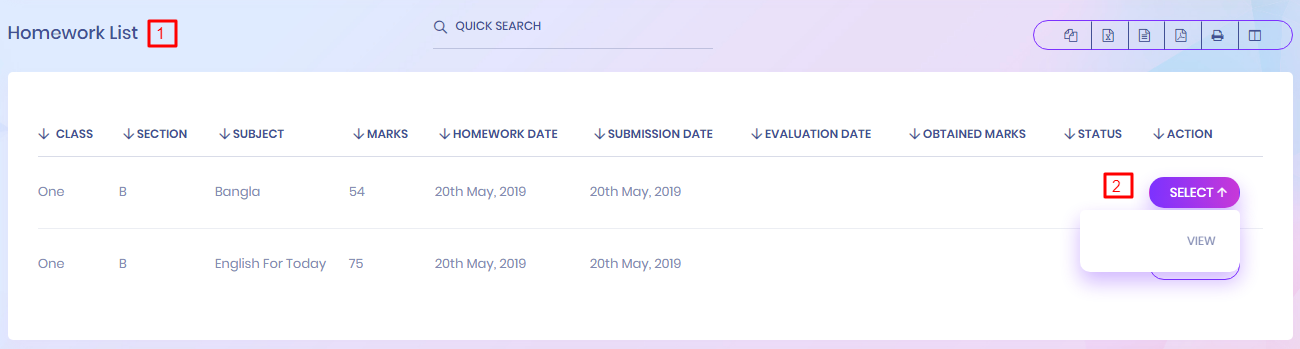 Homework List 1 QUICK SEARCH
CLASS SECTION SUBJECT MARKS HOMEWORK DATE SUBMISSION DATE EVALUATION DATE OBTAINED MARKS STATUS ACTION
One B Bangla 54 20th May, 2019 20th May, 2019 2 SELECT
VIEW
One B English For Today 75 20th May, 2019 20th May, 2019